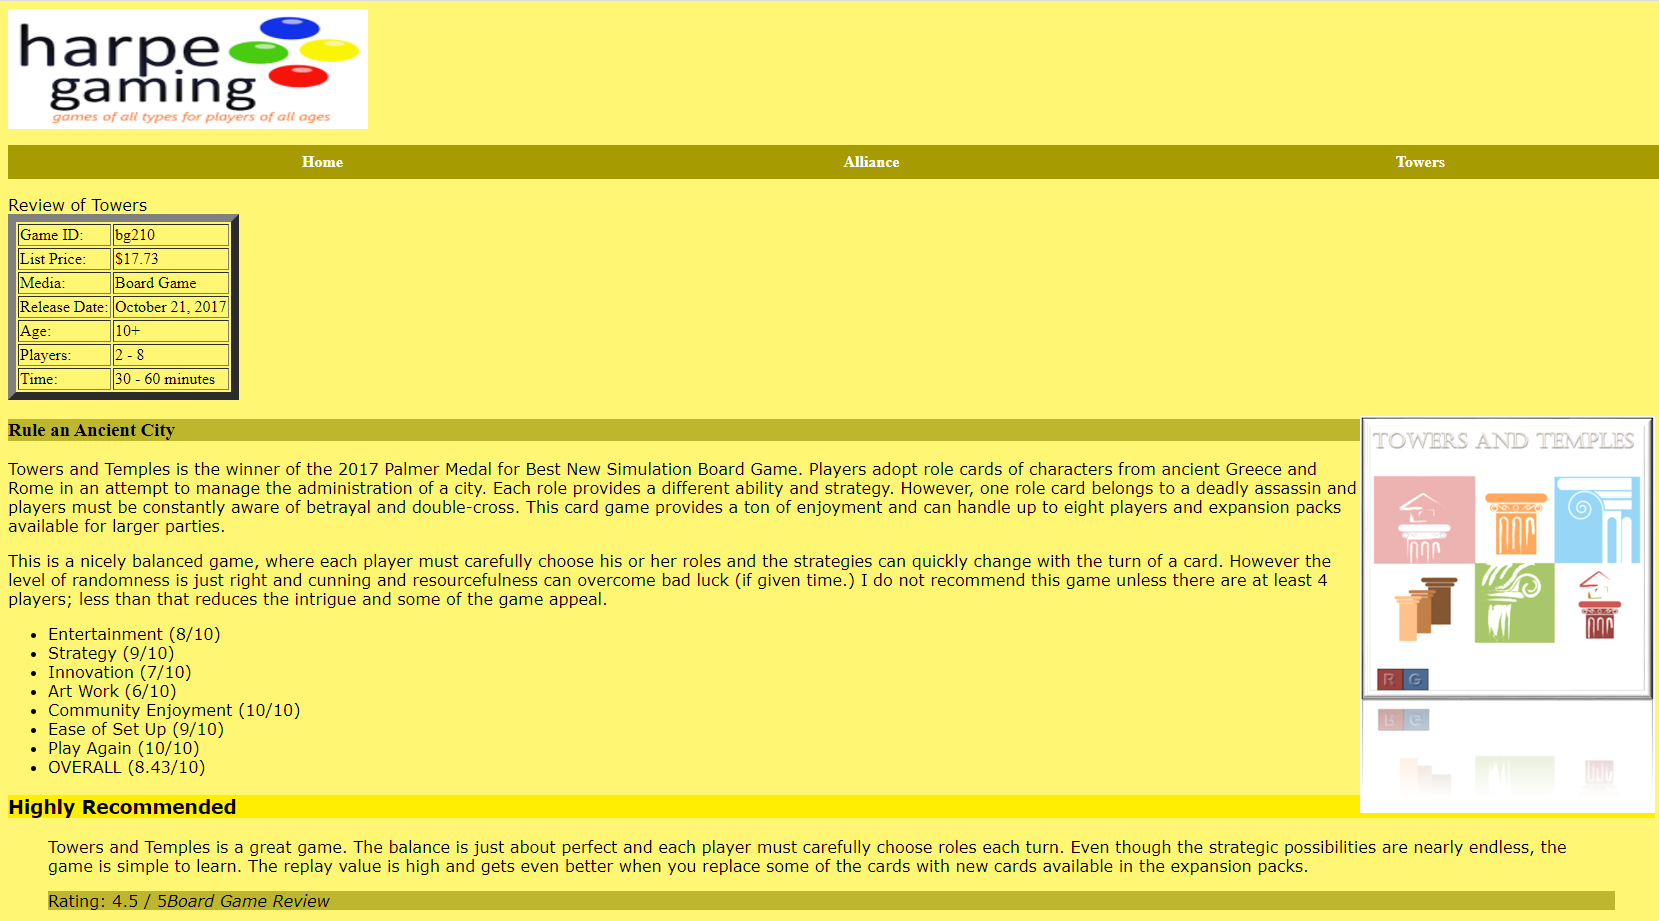 harpe
gaming
games of all types for players of all ages
Home Alliance Towers
Review of Towers
Game ID: bg210
List Price: $17.73
Media: Board Game
Release Date: October 21, 2017
Age: 10+
Players: 2 - 8
Time: 30 - 60 minutes
Rule an Ancient City
TOWERS AND TEMPLES
Towers and Temples is the winner of the 2017 Palmer Medal for Best New Simulation Board Game. Players adopt role cards of characters from ancient Greece and
Rome in an attempt to manage the administration of a city. Each role provides a different ability and strategy. However, one role card belongs to a deadly assassin and
players must be constantly aware of betrayal and double-cross. This card game provides a ton of enjoyment and can handle up to eight players and expansion packs
available for larger parties.
This is a nicely balanced game, where each player must carefully choose his or her roles and the strategies can quickly change with the turn of a card. However the
level of randomness is just right and cunning and resourcefulness can overcome bad luck (if given time.) I do not recommend this game unless there are at least 4
players; less than that reduces the intrigue and some of the game appeal.
• Entertainment (8/10)
• Strategy (9/10)
• Innovation (7/10)
• Art Work (6/10)
• Community Enjoyment (10/10)
• Ease of Set Up (9/10)
• Play Again (10/10)
• OVERALL (8.43/10)
R G
Highly Recommended
Towers and Temples is a great game. The balance is just about perfect and each player must carefully choose roles each turn. Even though the strategic possibilities are nearly endless, the
game is simple to learn. The replay value is high and gets even better when you replace some of the cards with new cards available in the expansion packs.
Rating: 4.5 / 5Board Game Review